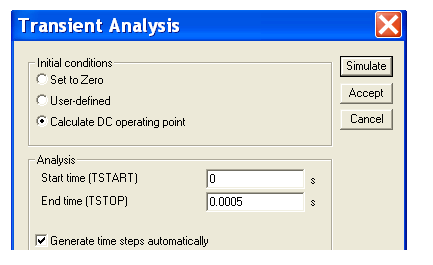 Transient Analysis
Initial conditions
Set to Zero
User-defined
Calculate DC operating point
Simulate
Accept
Cancel
Analysis
Start time (TSTART) 0 s
End time (TSTOP) 0.0005 s
Generate time steps automatically